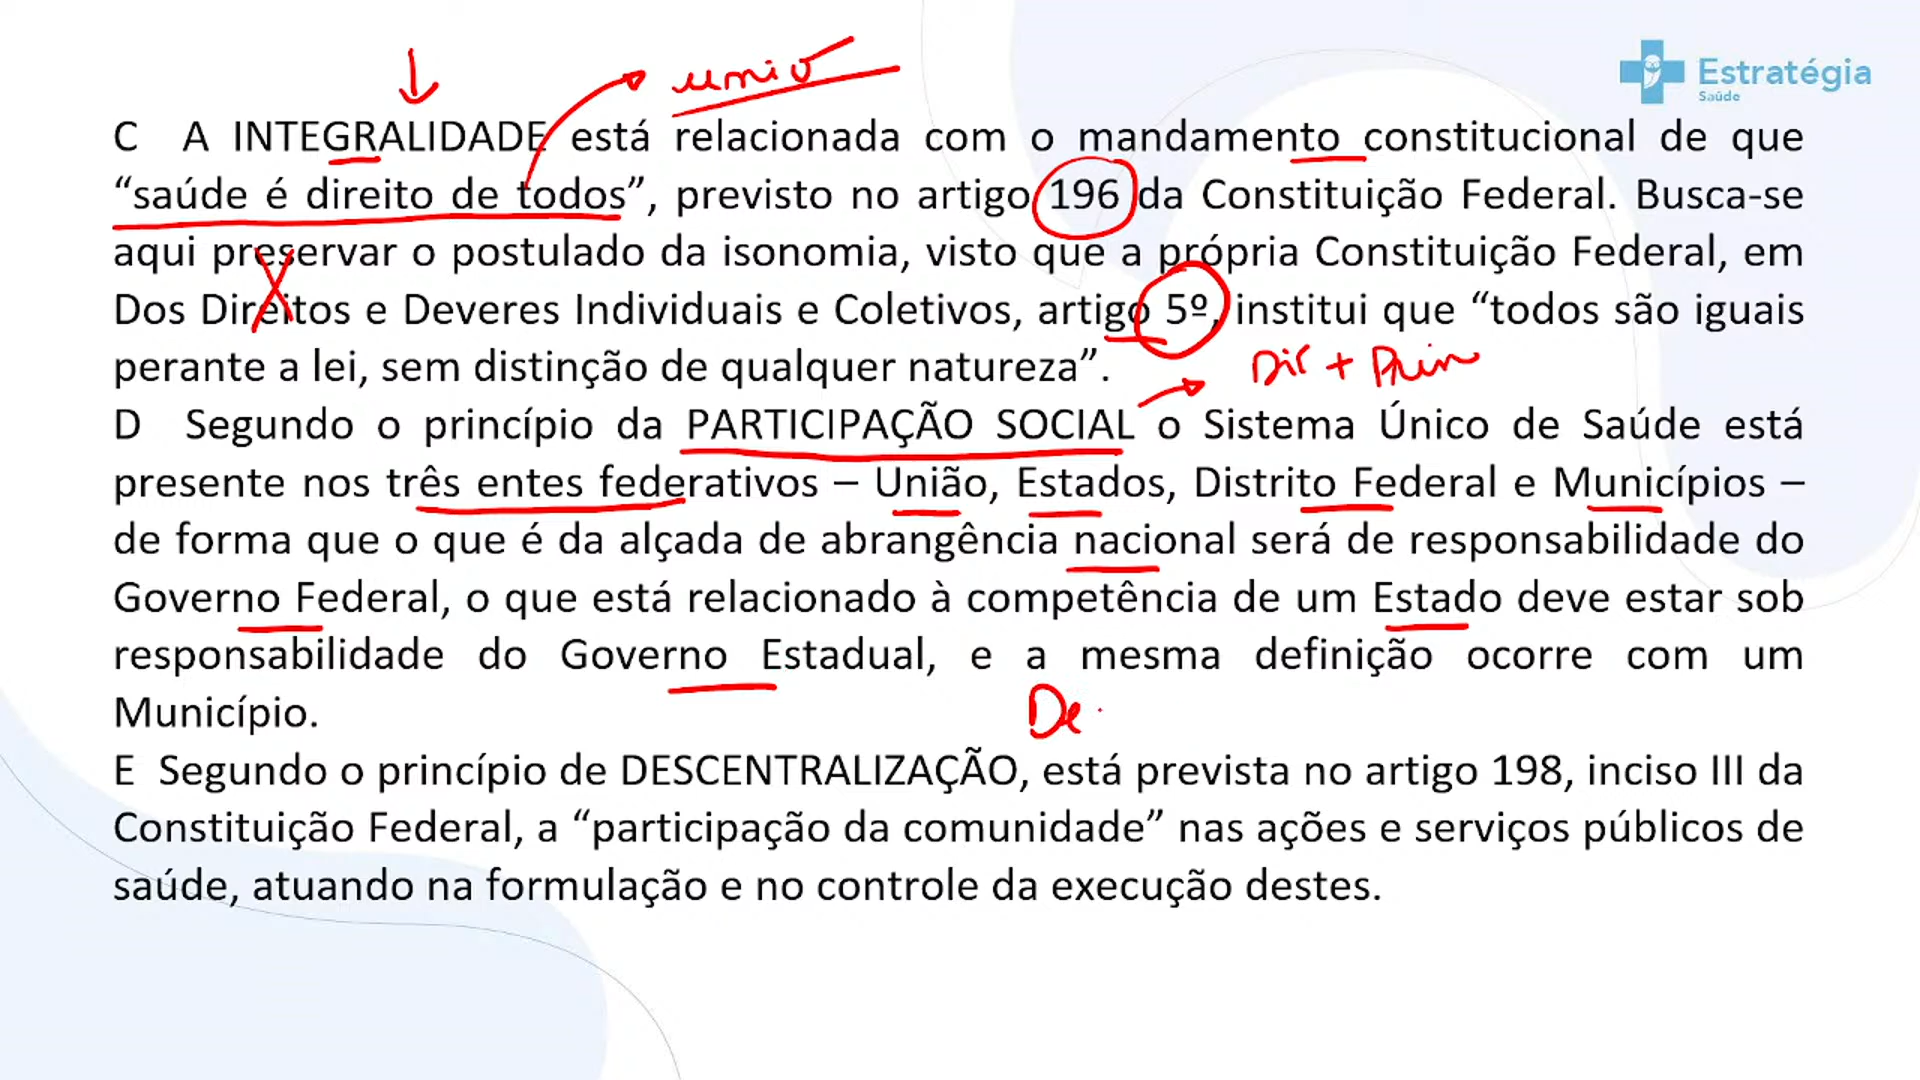 univ
Estratégia
Saúde
C A INTEGRALIDADE está relacionada com o mandamento constitucional de que
“saúde é direito de todos”, previsto no artigo 196 da Constituição Federal. Busca-se
aqui preservar o postulado da isonomia, visto que a própria Constituição Federal, em
Dos Direitos e Deveres Individuais e Coletivos, artigo 5º, institui que “todos são iguais
perante a lei, sem distinção de qualquer natureza”.
Dir + Prin
D Segundo o princípio da PARTICIPAÇÃO SOCIAL o Sistema Único de Saúde está
presente nos três entes federativos – União, Estados, Distrito Federal e Municípios –
de forma que o que é da alçada de abrangência nacional será de responsabilidade do
Governo Federal, o que está relacionado à competência de um Estado deve estar sob
responsabilidade do Governo Estadual, e a mesma definição ocorre com um
Município.
De
E Segundo o princípio de DESCENTRALIZAÇÃO, está prevista no artigo 198, inciso III da
Constituição Federal, a “participação da comunidade” nas ações e serviços públicos de
saúde, atuando na formulação e no controle da execução destes.